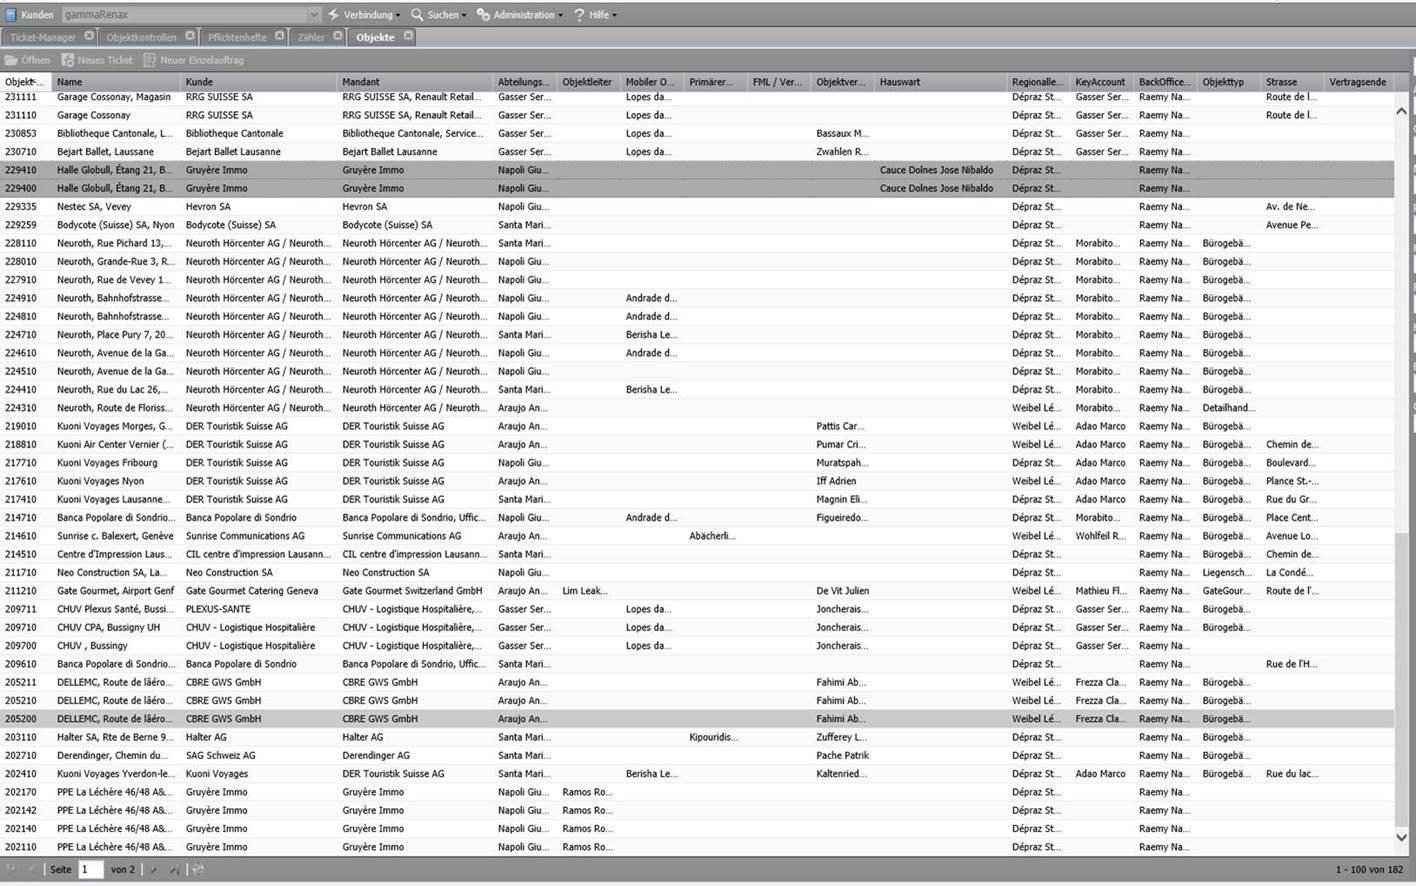 Kunden gammaRenax Verbindung Suchen Administration ? Hilfe
Ticket-Manager Objektkontrollen Pflichtenhefte Zähler Objekte
Öffnen Neues Ticket Neuer Einzelauftrag
Objekt-... Name Kunde Mandant Abteilungs... Objektleiter Mobiler O... Primärer... FML / Ver... Objektver... Hauswart Regionalle... KeyAccount BackOffice... Objekttyp Strasse Vertragsende
231111 Garage Cossonay, Magasin RRG SUISSE SA RRG SUISSE SA, Renault Retail... Gasser Ser... Lopes da... Dépraz St... Gasser Ser... Raemy Na... Route de l...
231110 Garage Cossonay RRG SUISSE SA RRG SUISSE SA, Renault Retail... Gasser Ser... Lopes da... Dépraz St... Gasser Ser... Raemy Na... Route de l...
230853 Bibliotheque Cantonale, L... Bibliotheque Cantonale Bibliotheque Cantonale, Service... Gasser Ser... Lopes da... Bassaux M... Dépraz St... Gasser Ser... Raemy Na...
230710 Bejart Ballet, Laussane Bejart Ballet Lausanne Bejart Ballet Lausanne Gasser Ser... Lopes da... Zwahlen R... Dépraz St... Gasser Ser... Raemy Na...
229410 Halle Globull, Étang 21, B... Gruyère Immo Gruyère Immo Napoli Giu... Cauce Dolnes Jose Nibaldo Dépraz St... Raemy Na...
229400 Halle Globull, Étang 21, B... Gruyère Immo Gruyère Immo Napoli Giu... Cauce Dolnes Jose Nibaldo Dépraz St... Raemy Na...
229335 Nestec SA, Vevey Hevron SA Hevron SA Napoli Giu... Dépraz St... Raemy Na... Av. de Ne...
229259 Bodycote (Suisse) SA, Nyon Bodycote (Suisse) SA Bodycote (Suisse) SA Santa Mari... Dépraz St... Raemy Na... Avenue Pe...
228110 Neuroth, Rue Pichard 13,... Neuroth Hörcenter AG / Neuroth... Neuroth Hörcenter AG / Neuroth... Santa Mari... Dépraz St... Morabito... Raemy Na... Bürogebä...
228010 Neuroth, Grande-Rue 3, R... Neuroth Hörcenter AG / Neuroth... Neuroth Hörcenter AG / Neuroth... Napoli Giu... Dépraz St... Morabito... Raemy Na... Bürogebä...
227910 Neuroth, Rue de Vevey 1... Neuroth Hörcenter AG / Neuroth... Neuroth Hörcenter AG / Neuroth... Napoli Giu... Dépraz St... Morabito... Raemy Na... Bürogebä...
224910 Neuroth, Bahnhofstrasse... Neuroth Hörcenter AG / Neuroth... Neuroth Hörcenter AG / Neuroth... Napoli Giu... Andrade d... Dépraz St... Morabito... Raemy Na... Bürogebä...
224810 Neuroth, Bahnhofstrasse... Neuroth Hörcenter AG / Neuroth... Neuroth Hörcenter AG / Neuroth... Napoli Giu... Andrade d... Dépraz St... Morabito... Raemy Na... Bürogebä...
224710 Neuroth, Place Pury 7, 20... Neuroth Hörcenter AG / Neuroth... Neuroth Hörcenter AG / Neuroth... Santa Mari... Berisha Le... Dépraz St... Morabito... Raemy Na... Bürogebä...
224610 Neuroth, Avenue de la Ga... Neuroth Hörcenter AG / Neuroth... Neuroth Hörcenter AG / Neuroth... Napoli Giu... Andrade d... Dépraz St... Morabito... Raemy Na... Bürogebä...
224510 Neuroth, Avenue de la Ga... Neuroth Hörcenter AG / Neuroth... Neuroth Hörcenter AG / Neuroth... Napoli Giu... Dépraz St... Morabito... Raemy Na... Bürogebä...
224410 Neuroth, Rue du Lac 26,... Neuroth Hörcenter AG / Neuroth... Neuroth Hörcenter AG / Neuroth... Santa Mari... Berisha Le... Dépraz St... Morabito... Raemy Na... Bürogebä...
224310 Neuroth, Route de Floriss... Neuroth Hörcenter AG / Neuroth... Neuroth Hörcenter AG / Neuroth... Araujo An... Weibel Lé... Morabito... Raemy Na... Detailhand...
219010 Kuoni Voyages Morges, G... DER Touristik Suisse AG DER Touristik Suisse AG Araujo An... Pattis Car... Weibel Lé... Adao Marco Raemy Na... Bürogebä...
218810 Kuoni Air Center Vernier (... DER Touristik Suisse AG DER Touristik Suisse AG Araujo An... Pumar Cri... Weibel Lé... Adao Marco Raemy Na... Bürogebä... Chemin de...
217710 Kuoni Voyages Fribourg DER Touristik Suisse AG DER Touristik Suisse AG Napoli Giu... Muratspah... Dépraz St... Adao Marco Raemy Na... Bürogebä... Boulevard...
217610 Kuoni Voyages Nyon DER Touristik Suisse AG DER Touristik Suisse AG Araujo An... Iff Adrien Weibel Lé... Adao Marco Raemy Na... Bürogebä... Plance St.-...
217410 Kuoni Voyages Lausanne... DER Touristik Suisse AG DER Touristik Suisse AG Santa Mari... Magnin Eli... Dépraz St... Adao Marco Raemy Na... Bürogebä... Rue du Gr...
214710 Banca Popolare di Sondrio... Banca Popolare di Sondrio Banca Popolare di Sondrio, Uffic... Napoli Giu... Andrade d... Figueiredo... Dépraz St... Morabito... Raemy Na... Bürogebä... Place Cent...
214610 Sunrise c. Balexert, Genève Sunrise Communications AG Sunrise Communications AG Araujo An... Abächerli... Weibel Lé... Wohlfeil R... Raemy Na... Bürogebä... Avenue Lo...
214510 Centre d'Impression Laus... CIL centre d'impression Lausann... CIL centre d'impression Lausann... Santa Mari... Dépraz St... Raemy Na... Bürogebä... Chemin de...
211710 Neo Construction SA, La... Neo Construction SA Neo Construction SA Napoli Giu... Dépraz St... Raemy Na... Liegensch... La Condé...
211210 Gate Gourmet, Airport Genf Gate Gourmet Catering Geneva Gate Gourmet Switzerland GmbH Araujo An... Lim Leak... De Vit Julien Weibel Lé... Mathieu Fl... Raemy Na... GateGour... Route de l'...
209711 CHUV Plexus Santé, Bussi... PLEXUS-SANTE CHUV - Logistique Hospitalière,... Gasser Ser... Lopes da... Joncherais... Dépraz St... Gasser Ser... Raemy Na... Bürogebä...
209710 CHUV CPA, Bussigny UH CHUV - Logistique Hospitalière CHUV - Logistique Hospitalière,... Gasser Ser... Lopes da... Joncherais... Dépraz St... Gasser Ser... Raemy Na... Bürogebä...
209700 CHUV , Bussingy CHUV - Logistique Hospitalière CHUV - Logistique Hospitalière,... Gasser Ser... Lopes da... Joncherais... Dépraz St... Gasser Ser... Raemy Na...
209610 Banca Popolare di Sondrio... Banca Popolare di Sondrio Banca Popolare di Sondrio, Uffic... Santa Mari... Dépraz St... Raemy Na... Rue de l'H...
205211 DELLEMC, Route de lâéro... CBRE GWS GmbH CBRE GWS GmbH Araujo An... Fahimi Ab... Weibel Lé... Frezza Cla... Raemy Na... Bürogebä...
205210 DELLEMC, Route de lâéro... CBRE GWS GmbH CBRE GWS GmbH Araujo An... Fahimi Ab... Weibel Lé... Frezza Cla... Raemy Na... Bürogebä...
205200 DELLEMC, Route de lâéro... CBRE GWS GmbH CBRE GWS GmbH Araujo An... Fahimi Ab... Weibel Lé... Frezza Cla... Raemy Na... Bürogebä...
203110 Halter SA, Rte de Berne 9... Halter AG Halter AG Santa Mari... Kipouridis... Zufferey L... Dépraz St... Raemy Na... Bürogebä...
202710 Derendinger, Chemin du... SAG Schweiz AG Derendinger AG Santa Mari... Pache Patrik Dépraz St... Raemy Na... Bürogebä...
202410 Kuoni Voyages Yverdon-le... Kuoni Voyages DER Touristik Suisse AG Santa Mari... Berisha Le... Kaltenried... Dépraz St... Adao Marco Raemy Na... Bürogebä... Rue du lac...
202170 PPE La Léchère 46/48 A&... Gruyère Immo Gruyère Immo Napoli Giu... Ramos Ro... Dépraz St... Raemy Na...
202142 PPE La Léchère 46/48 A&... Gruyère Immo Gruyère Immo Napoli Giu... Ramos Ro... Dépraz St... Raemy Na...
202140 PPE La Léchère 46/48 A&... Gruyère Immo Gruyère Immo Napoli Giu... Ramos Ro... Dépraz St... Raemy Na...
202110 PPE La Léchère 46/48 A&... Gruyère Immo Gruyère Immo Napoli Giu... Ramos Ro... Dépraz St... Raemy Na...
Seite 1 von 2 1 - 100 von 182